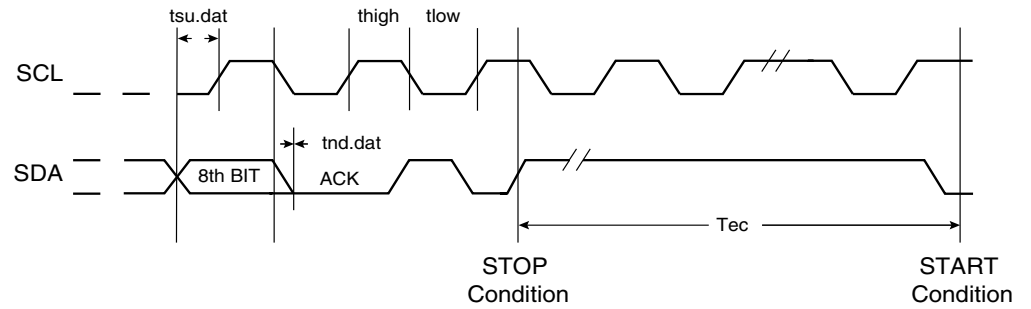 tsu.dat
thigh
tlow
SCL
tnd.dat
SDA
8th BIT
ACK
Tec
STOP
Condition
START
Condition